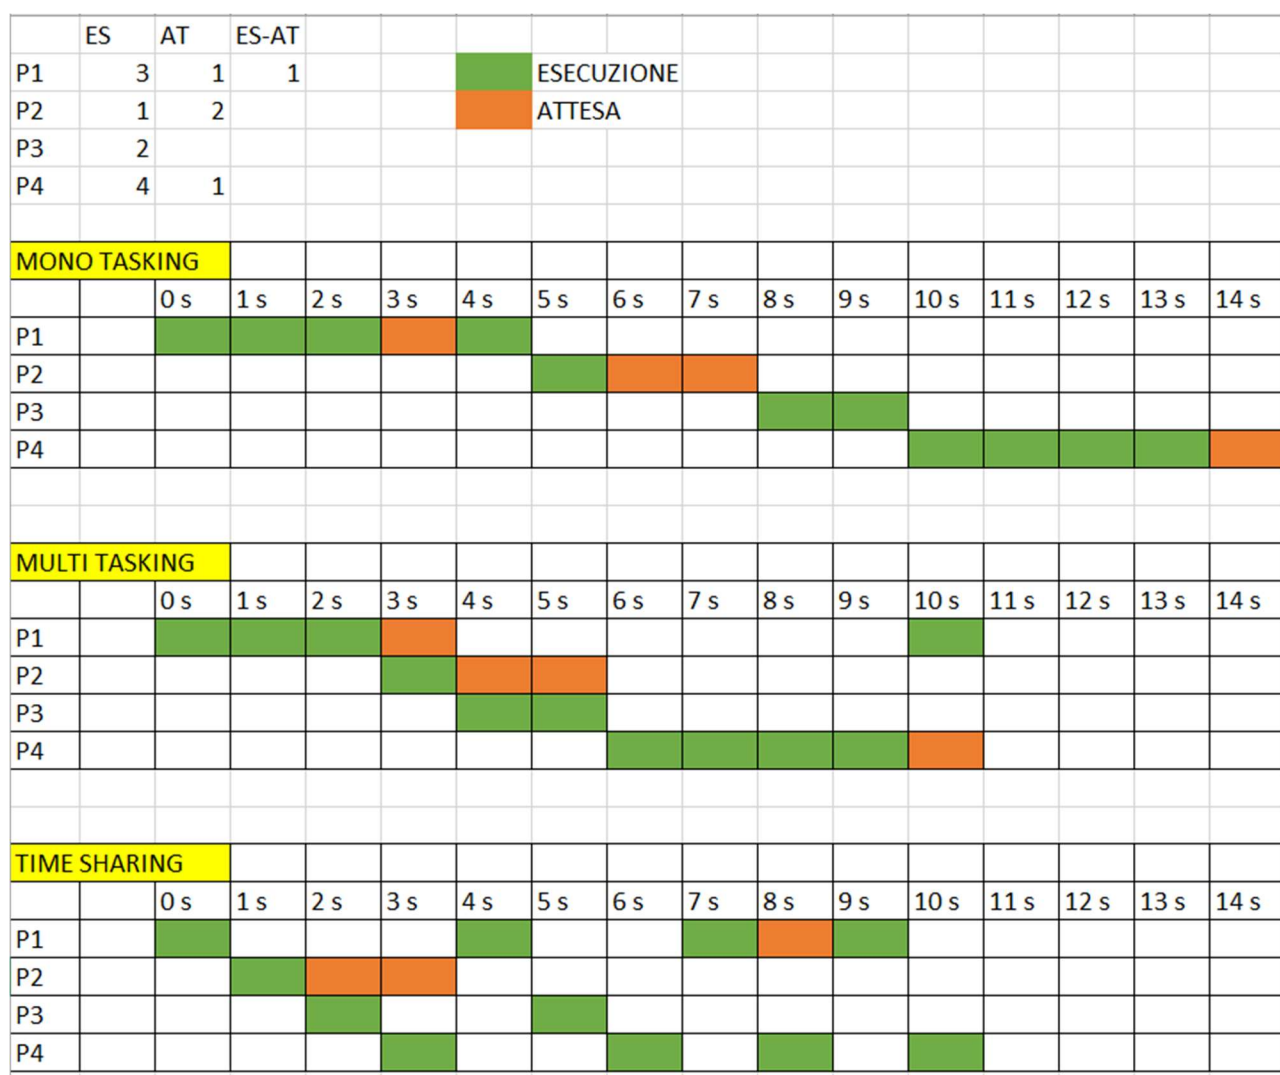 ES AT ES-AT
P1 3 1 1 ESECUZIONE
P2 1 2 ATTESA
P3 2
P4 4 1
MONO TASKING
0 s 1 s 2 s 3 s 4 s 5 s 6 s 7 s 8 s 9 s 10 s 11 s 12 s 13 s 14 s
P1
P2
P3
P4
MULTI TASKING
0 s 1 s 2 s 3 s 4 s 5 s 6 s 7 s 8 s 9 s 10 s 11 s 12 s 13 s 14 s
P1
P2
P3
P4
TIME SHARING
0 s 1 s 2 s 3 s 4 s 5 s 6 s 7 s 8 s 9 s 10 s 11 s 12 s 13 s 14 s
P1
P2
P3
P4